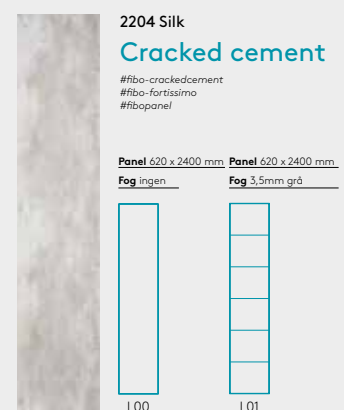 2204 Silk
Cracked cement
#fibo-crackedcement
#fibo-fortissimo
#fibopanel
Panel 620 x 2400 mm Panel 620 x 2400 mm
Fog ingen Fog 3,5mm grå
L00 L01